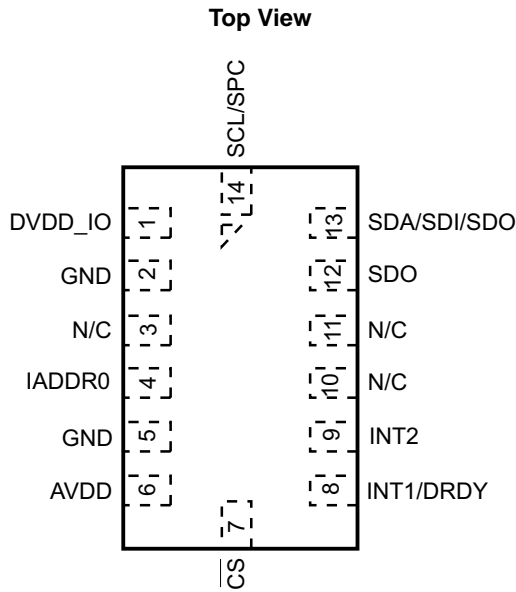 Top View
SCL/SPC
14
DVDD_IO 1 13 SDA/SDI/SDO
GND 2 12 SDO
N/C 3 11 N/C
IADDR0 4 10 N/C
GND 5 9 INT2
AVDD 6 8 INT1/DRDY
7
C̅S̅